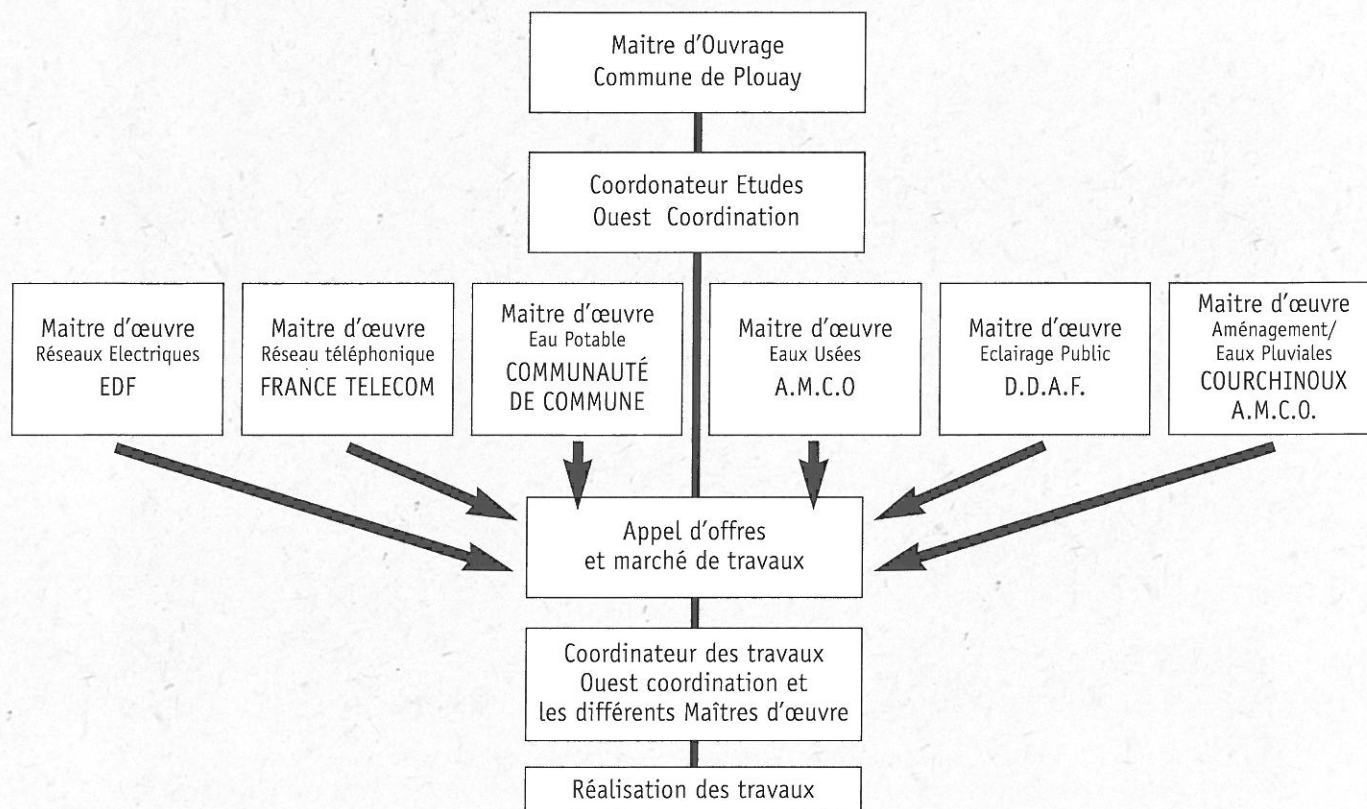 Maitre d'Ouvrage
Commune de Plouay
Coordonateur Etudes
Ouest Coordination
Maitre d'œuvre
Réseaux Electriques
EDF
Maitre d'œuvre
Réseau téléphonique
FRANCE TELECOM
Maitre d'œuvre
Eau Potable
COMMUNAUTÉ
DE COMMUNE
Maitre d'œuvre
Eaux Usées
A.M.C.O
Maitre d'œuvre
Eclairage Public
D.D.A.F.
Maitre d'œuvre
Aménagement/
Eaux Pluviales
COURCHINOUX
A.M.C.O.
Appel d'offres
et marché de travaux
Coordinateur des travaux
Ouest coordination et
les différents Maîtres d'œuvre
Réalisation des travaux